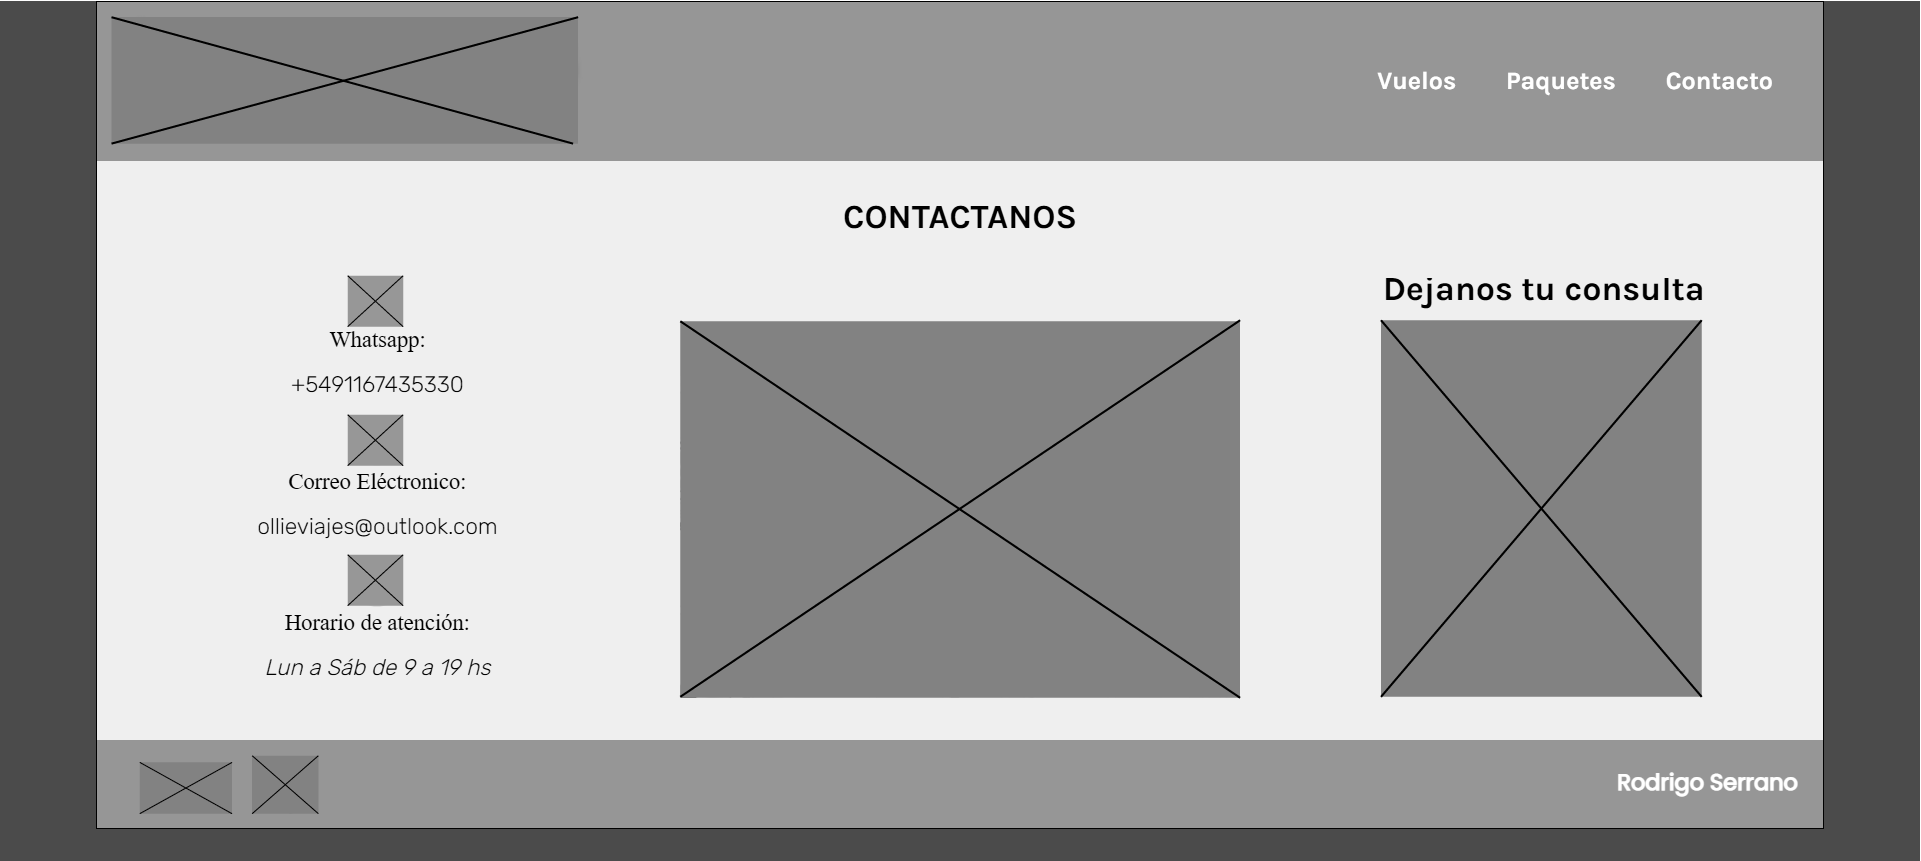 Vuelos Paquetes Contacto
CONTACTANOS
Whatsapp:
+5491167435330
Correo Eléctronico:
ollieviajes@outlook.com
Horario de atención:
Lun a Sáb de 9 a 19 hs
Dejanos tu consulta
Rodrigo Serrano